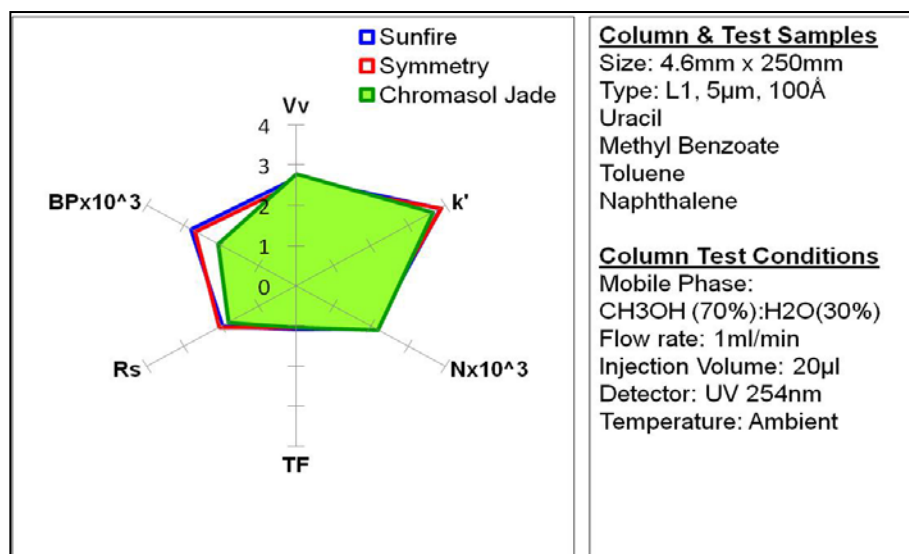 Sunfire
Symmetry
Chromasol Jade
Vv
4
3
2
1
0
BPx10^3
k'
Rs
Nx10^3
TF
Column & Test Samples
Size: 4.6mm x 250mm
Type: L1, 5µm, 100Å
Uracil
Methyl Benzoate
Toluene
Naphthalene
Column Test Conditions
Mobile Phase:
CH3OH (70%):H2O(30%)
Flow rate: 1ml/min
Injection Volume: 20µl
Detector: UV 254nm
Temperature: Ambient